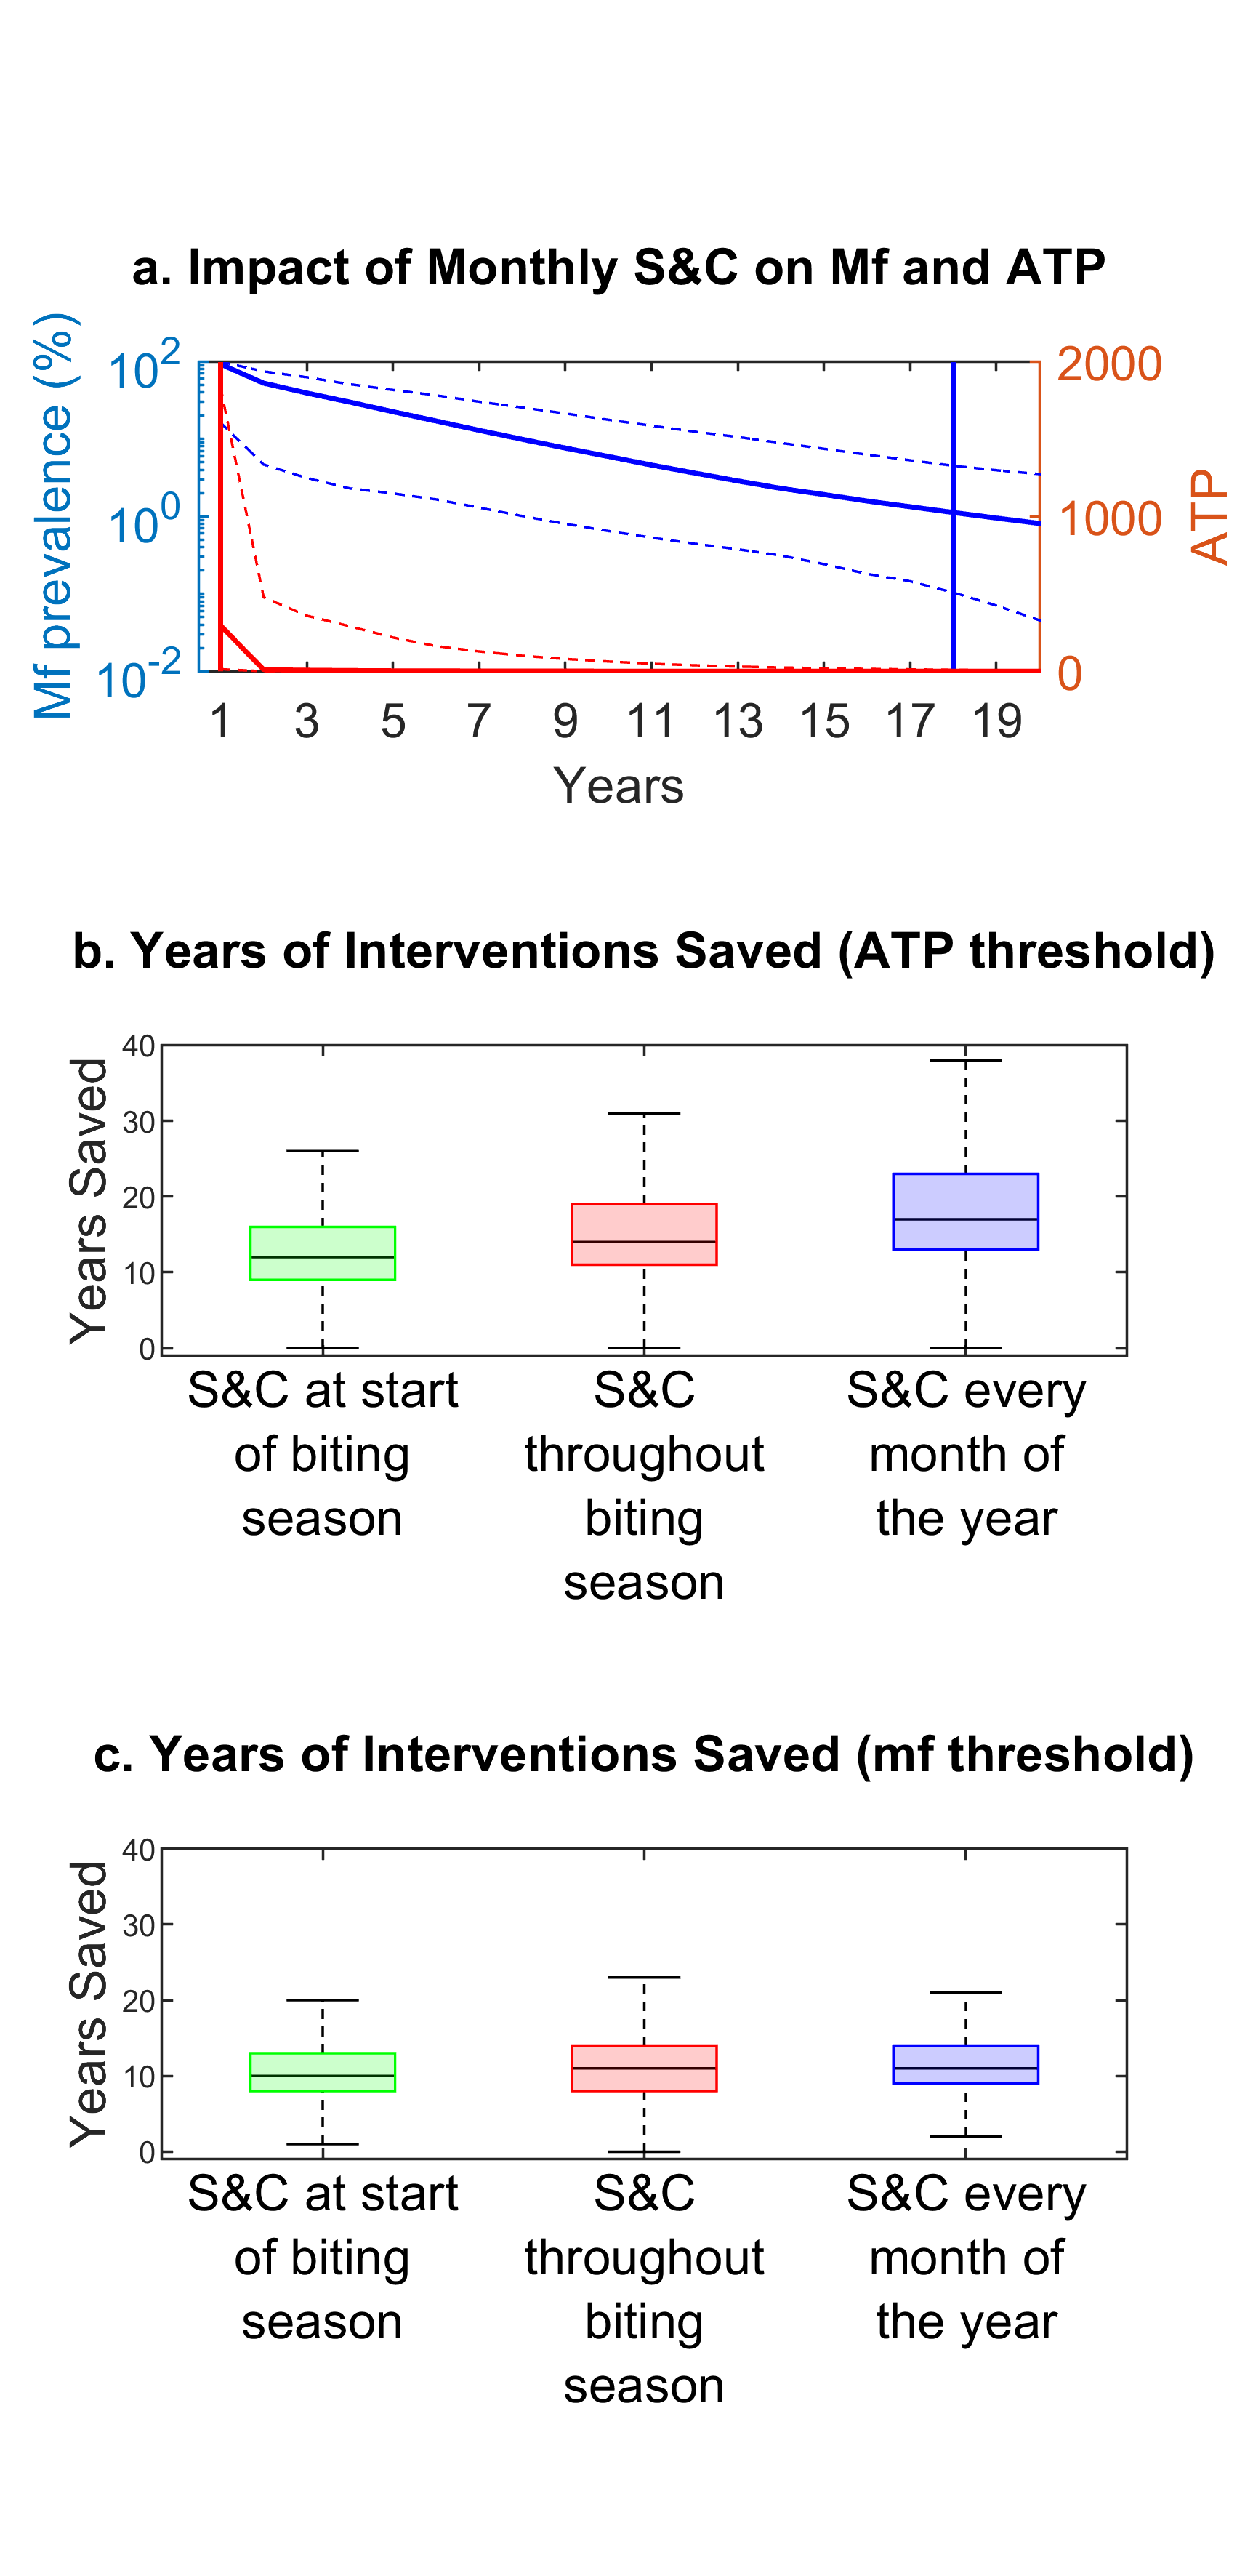 a. Impact of Monthly S&C on Mf and ATP
Mf prevalence (%)
10^2
10^0
10^-2
2000
1000
0
ATP
1 3 5 7 9 11 13 15 17 19
Years
b. Years of Interventions Saved (ATP threshold)
Years Saved
40
30
20
10
0
S&C at start
of biting
season
S&C
throughout
biting
season
S&C every
month of
the year
c. Years of Interventions Saved (mf threshold)
Years Saved
40
30
20
10
0
S&C at start
of biting
season
S&C
throughout
biting
season
S&C every
month of
the year